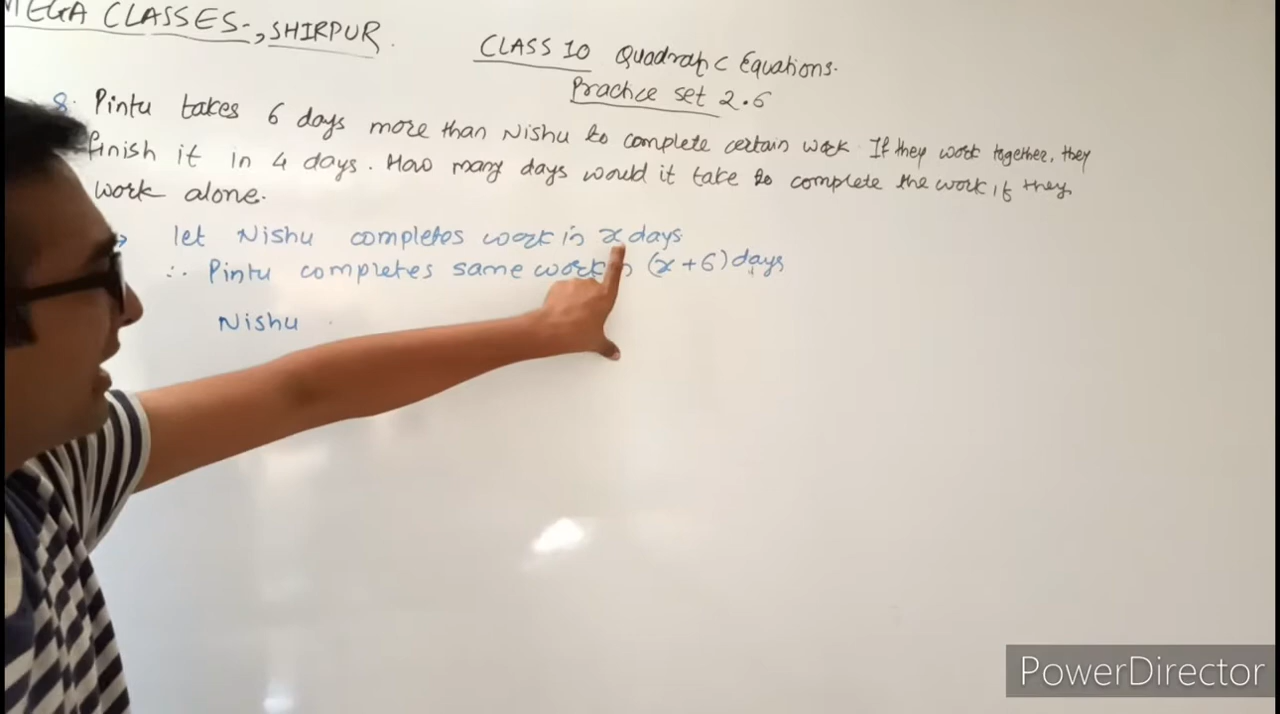 MEGA CLASSES-, SHIRPUR.
CLASS 10 Quadratic Equations.
Practice set 2.6
8. Pintu takes 6 days more than Nishu to complete certain work. If they work together, they
finish it in 4 days. How many days would it take to complete the work if they
work alone.
let Nishu completes work in x days
∴ Pintu completes same work (x+6) days
Nishu
PowerDirector